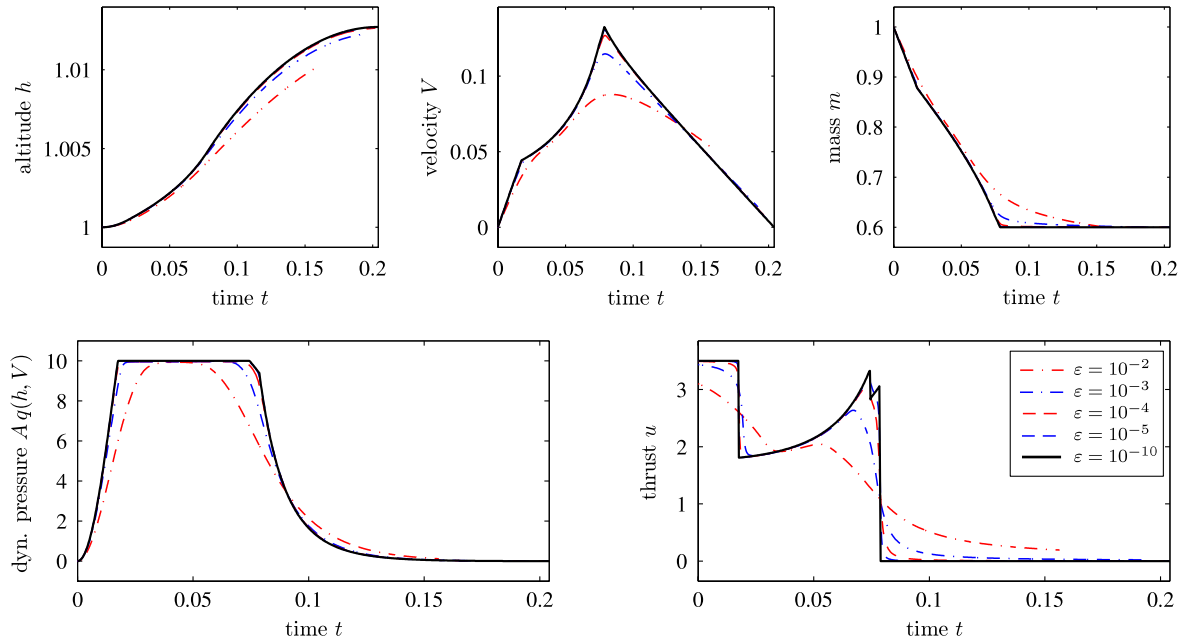 altitude h
1.01
1.005
1
0 0.05 0.1 0.15 0.2
time t
velocity V
0.1
0.05
0
0 0.05 0.1 0.15 0.2
time t
mass m
1
0.9
0.8
0.7
0.6
0 0.05 0.1 0.15 0.2
time t
dyn. pressure A q(h, V)
10
8
6
4
2
0
0 0.05 0.1 0.15 0.2
time t
thrust u
3
2
1
0
0 0.05 0.1 0.15 0.2
time t
ε = 10⁻²
ε = 10⁻³
ε = 10⁻⁴
ε = 10⁻⁵
ε = 10⁻¹⁰